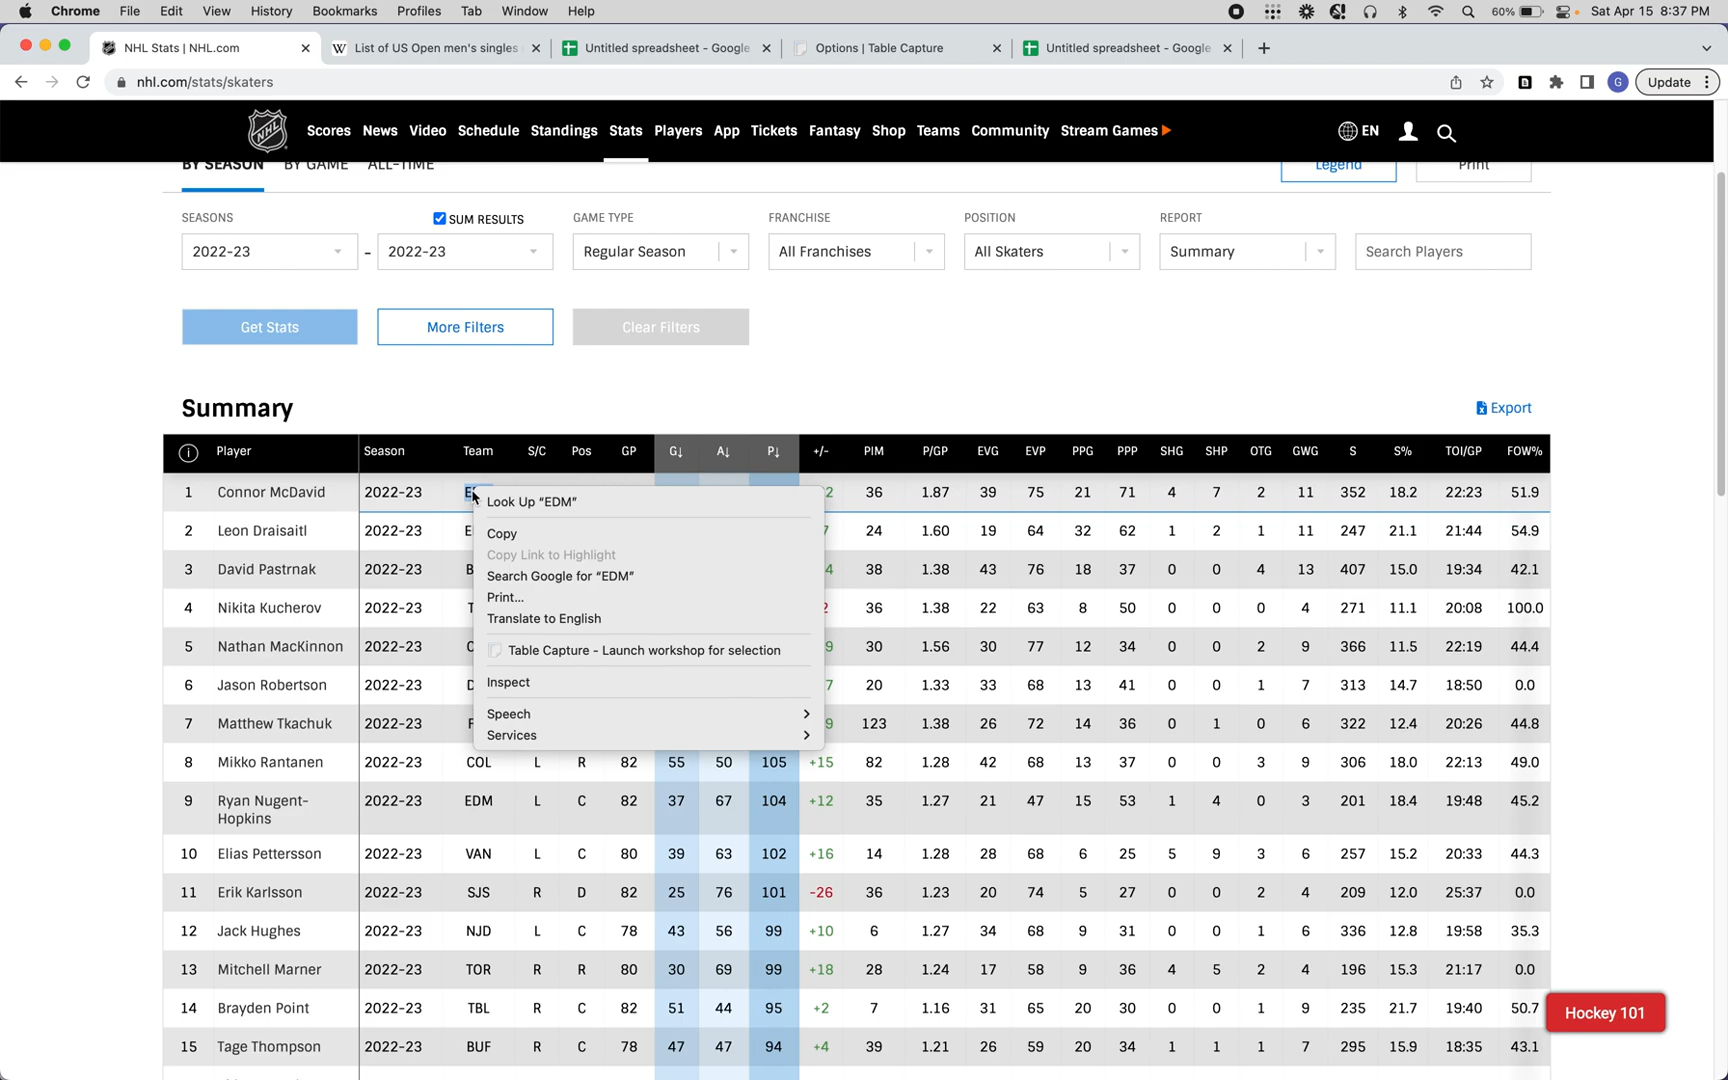 Chrome File Edit View History Bookmarks Profiles Tab Window Help 60% Sat Apr 15 8:37 PM
NHL Stats | NHL.com List of US Open men's singles Untitled spreadsheet - Google Options | Table Capture Untitled spreadsheet - Google
nhl.com/stats/skaters G Update
NHL Scores News Video Schedule Standings Stats Players App Tickets Fantasy Shop Teams Community Stream Games EN
BY SEASON BY GAME ALL-TIME Legend Print
SEASONS SUM RESULTS GAME TYPE FRANCHISE POSITION REPORT
2022-23 - 2022-23 Regular Season All Franchises All Skaters Summary Search Players
Get Stats More Filters Clear Filters
Summary Export
i Player Season Team S/C Pos GP G↓ A↓ P↓ +/- PIM P/GP EVG EVP PPG PPP SHG SHP OTG GWG S S% TOI/GP FOW%
1 Connor McDavid 2022-23 36 1.87 39 75 21 71 4 7 2 11 352 18.2 22:23 51.9
2 Leon Draisaitl 2022-23 24 1.60 19 64 32 62 1 2 1 11 247 21.1 21:44 54.9
3 David Pastrnak 2022-23 38 1.38 43 76 18 37 0 0 4 13 407 15.0 19:34 42.1
4 Nikita Kucherov 2022-23 36 1.38 22 63 8 50 0 0 0 4 271 11.1 20:08 100.0
5 Nathan MacKinnon 2022-23 30 1.56 30 77 12 34 0 0 2 9 366 11.5 22:19 44.4
6 Jason Robertson 2022-23 20 1.33 33 68 13 41 0 0 1 7 313 14.7 18:50 0.0
7 Matthew Tkachuk 2022-23 123 1.38 26 72 14 36 0 1 0 6 322 12.4 20:26 44.8
8 Mikko Rantanen 2022-23 COL L R 82 55 50 105 +15 82 1.28 42 68 13 37 0 0 3 9 306 18.0 22:13 49.0
9 Ryan Nugent- 2022-23 EDM L C 82 37 67 104 +12 35 1.27 21 47 15 53 1 4 0 3 201 18.4 19:48 45.2
Hopkins
10 Elias Pettersson 2022-23 VAN L C 80 39 63 102 +16 14 1.28 28 68 6 25 5 9 3 6 257 15.2 20:33 44.3
11 Erik Karlsson 2022-23 SJS R D 82 25 76 101 -26 36 1.23 20 74 5 27 0 0 2 4 209 12.0 25:37 0.0
12 Jack Hughes 2022-23 NJD L C 78 43 56 99 +10 6 1.27 34 68 9 31 0 0 1 6 336 12.8 19:58 35.3
13 Mitchell Marner 2022-23 TOR R R 80 30 69 99 +18 28 1.24 17 58 9 36 4 5 2 4 196 15.3 21:17 0.0
14 Brayden Point 2022-23 TBL R C 82 51 44 95 +2 7 1.16 31 65 20 30 0 0 1 9 235 21.7 19:40 50.7
15 Tage Thompson 2022-23 BUF R C 78 47 47 94 +4 39 1.21 26 59 20 34 1 1 1 7 295 15.9 18:35 43.1
Look Up “EDM”
Copy
Copy Link to Highlight
Search Google for “EDM”
Print...
Translate to English
Table Capture - Launch workshop for selection
Inspect
Speech
Services
Hockey 101